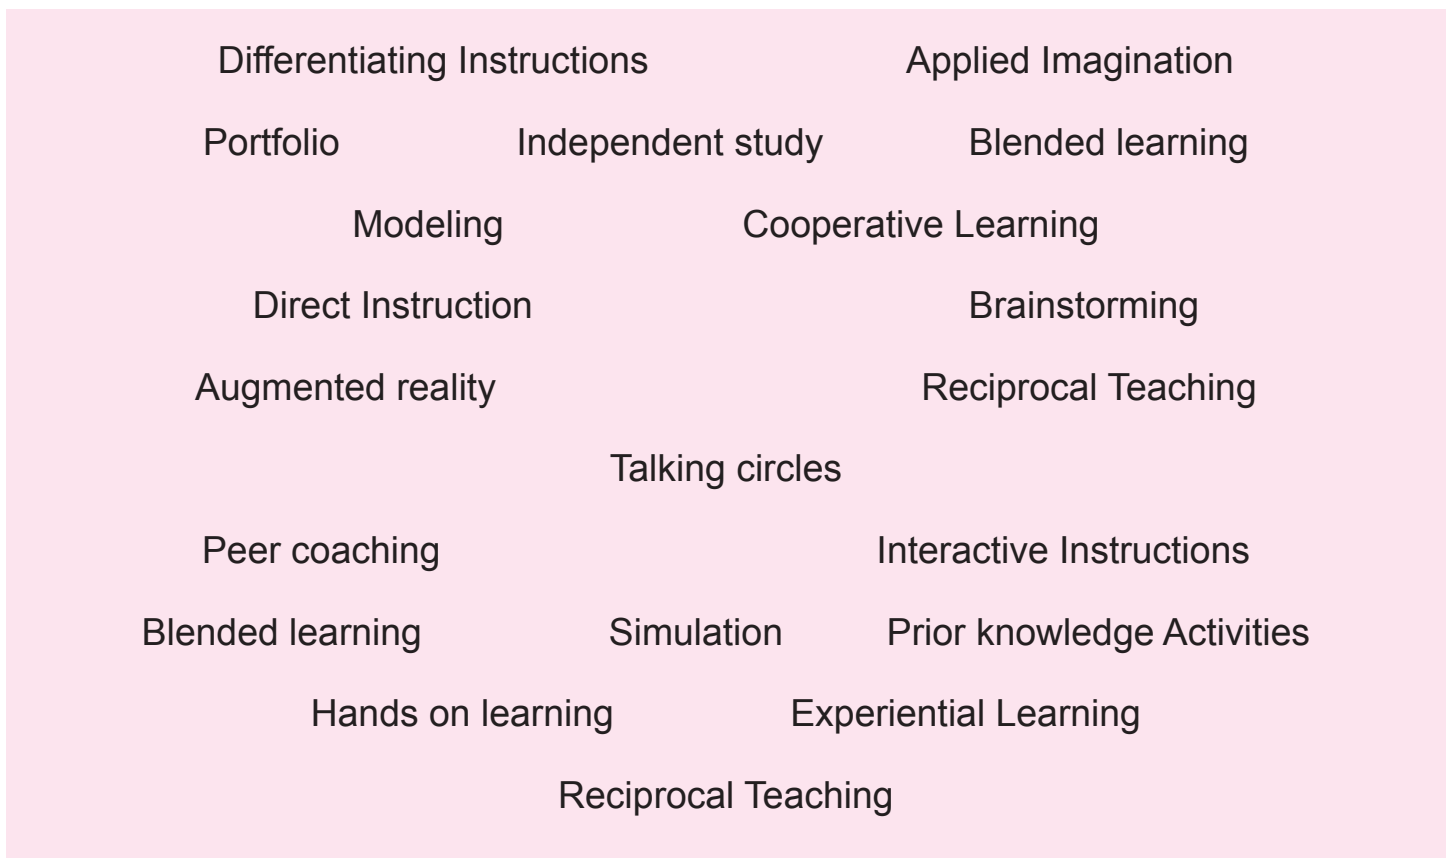 Differentiating Instructions Applied Imagination
Portfolio Independent study Blended learning
Modeling Cooperative Learning
Direct Instruction Brainstorming
Augmented reality Reciprocal Teaching
Talking circles
Peer coaching Interactive Instructions
Blended learning Simulation Prior knowledge Activities
Hands on learning Experiential Learning
Reciprocal Teaching